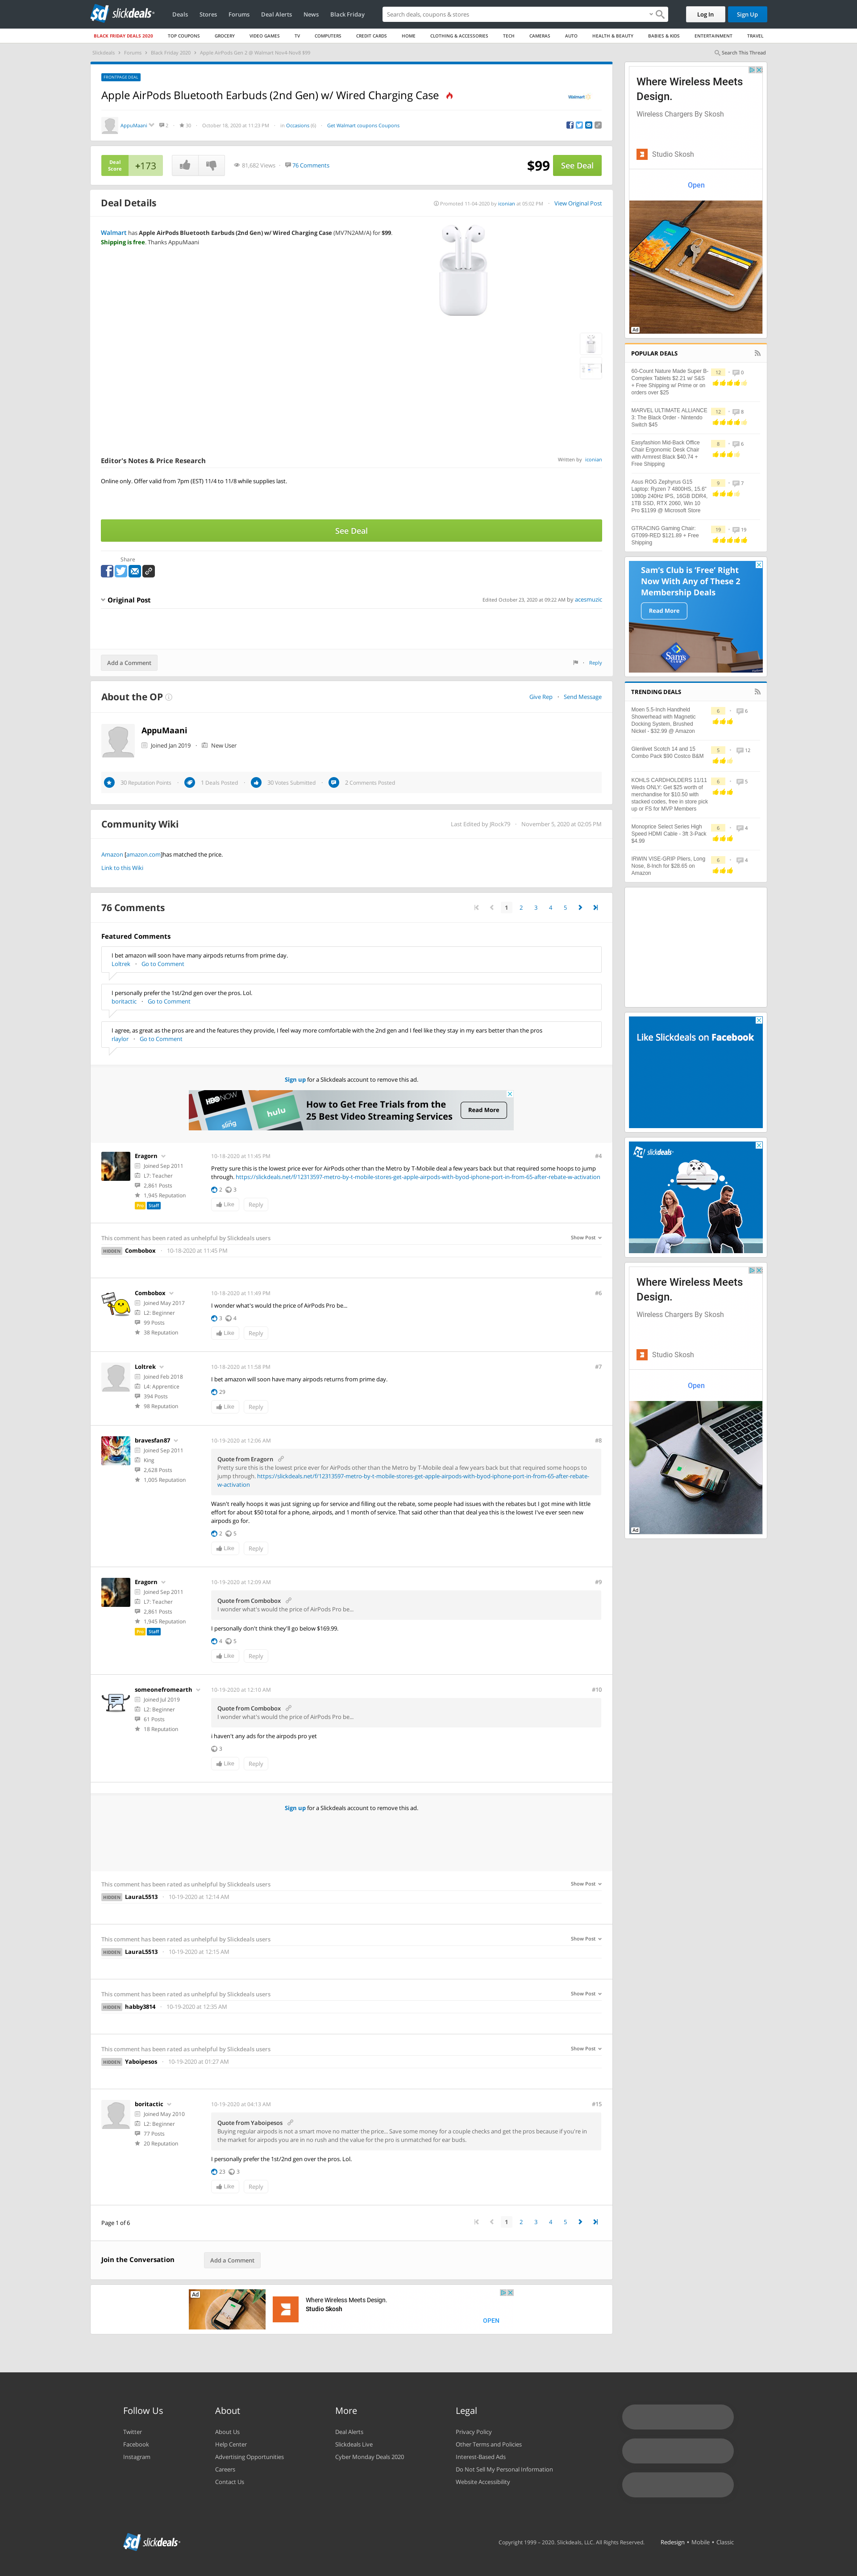 slickdeals
Deals Stores Forums Deal Alerts News Black Friday
Search deals, coupons & stores
Log In
Sign Up
BLACK FRIDAY DEALS 2020 TOP COUPONS GROCERY VIDEO GAMES TV COMPUTERS CREDIT CARDS HOME CLOTHING & ACCESSORIES TECH CAMERAS AUTO HEALTH & BEAUTY BABIES & KIDS ENTERTAINMENT TRAVEL
Slickdeals Forums Black Friday 2020 Apple AirPods Gen 2 @ Walmart Nov4-Nov8 $99
Search This Thread
FRONTPAGE DEAL
Apple AirPods Bluetooth Earbuds (2nd Gen) w/ Wired Charging Case
Walmart
AppuMaani 2 30 October 18, 2020 at 11:23 PM in Occasions (6) Get Walmart coupons Coupons
Deal Score +173
81,682 Views 76 Comments
$99 See Deal
Deal Details
Promoted 11-04-2020 by iconian at 05:02 PM View Original Post
Walmart has Apple AirPods Bluetooth Earbuds (2nd Gen) w/ Wired Charging Case (MV7N2AM/A) for $99.
Shipping is free. Thanks AppuMaani
Editor's Notes & Price Research
Written by iconian
Online only. Offer valid from 7pm (EST) 11/4 to 11/8 while supplies last.
See Deal
Share
Original Post
Edited October 23, 2020 at 09:22 AM by acesmuzic
Add a Comment
Reply
About the OP
Give Rep Send Message
AppuMaani
Joined Jan 2019 New User
30 Reputation Points 1 Deals Posted 30 Votes Submitted 2 Comments Posted
Community Wiki
Last Edited by JRock79 November 5, 2020 at 02:05 PM
Amazon [amazon.com]has matched the price.
Link to this Wiki
76 Comments
1 2 3 4 5
Featured Comments
I bet amazon will soon have many airpods returns from prime day.
Loltrek Go to Comment
I personally prefer the 1st/2nd gen over the pros. Lol.
boritactic Go to Comment
I agree, as great as the pros are and the features they provide, I feel way more comfortable with the 2nd gen and I feel like they stay in my ears better than the pros
rlaylor Go to Comment
Sign up for a Slickdeals account to remove this ad.
HBO NOW
sling
hulu
How to Get Free Trials from the
25 Best Video Streaming Services
Read More
Eragorn
Joined Sep 2011
L7: Teacher
2,861 Posts
1,945 Reputation
Pro Staff
10-18-2020 at 11:45 PM
#4
Pretty sure this is the lowest price ever for AirPods other than the Metro by T-Mobile deal a few years back but that required some hoops to jump
through. https://slickdeals.net/f/12313597-metro-by-t-mobile-stores-get-apple-airpods-with-byod-iphone-port-in-from-65-after-rebate-w-activation
2 3
Like Reply
This comment has been rated as unhelpful by Slickdeals users
Show Post
HIDDEN Combobox 10-18-2020 at 11:45 PM
Combobox
Joined May 2017
L2: Beginner
99 Posts
38 Reputation
10-18-2020 at 11:49 PM
#6
I wonder what's would the price of AirPods Pro be...
3 4
Like Reply
Loltrek
Joined Feb 2018
L4: Apprentice
394 Posts
98 Reputation
10-18-2020 at 11:58 PM
#7
I bet amazon will soon have many airpods returns from prime day.
29
Like Reply
bravesfan87
Joined Sep 2011
King
2,628 Posts
1,005 Reputation
10-19-2020 at 12:06 AM
#8
Quote from Eragorn
Pretty sure this is the lowest price ever for AirPods other than the Metro by T-Mobile deal a few years back but that required some hoops to
jump through. https://slickdeals.net/f/12313597-metro-by-t-mobile-stores-get-apple-airpods-with-byod-iphone-port-in-from-65-after-rebate-
w-activation
Wasn't really hoops it was just signing up for service and filling out the rebate, some people had issues with the rebates but I got mine with little
effort for about $50 total for a phone, airpods, and 1 month of service. That said other than that deal yea this is the lowest I've ever seen new
airpods go for.
2 5
Like Reply
Eragorn
Joined Sep 2011
L7: Teacher
2,861 Posts
1,945 Reputation
Pro Staff
10-19-2020 at 12:09 AM
#9
Quote from Combobox
I wonder what's would the price of AirPods Pro be...
I personally don't think they'll go below $169.99.
4 5
Like Reply
someonefromearth
Joined Jul 2019
L2: Beginner
61 Posts
18 Reputation
10-19-2020 at 12:10 AM
#10
Quote from Combobox
I wonder what's would the price of AirPods Pro be...
i haven't any ads for the airpods pro yet
3
Like Reply
Sign up for a Slickdeals account to remove this ad.
This comment has been rated as unhelpful by Slickdeals users
Show Post
HIDDEN LauraL5513 10-19-2020 at 12:14 AM
This comment has been rated as unhelpful by Slickdeals users
Show Post
HIDDEN LauraL5513 10-19-2020 at 12:15 AM
This comment has been rated as unhelpful by Slickdeals users
Show Post
HIDDEN habby3814 10-19-2020 at 12:35 AM
This comment has been rated as unhelpful by Slickdeals users
Show Post
HIDDEN Yaboipesos 10-19-2020 at 01:27 AM
boritactic
Joined May 2010
L2: Beginner
77 Posts
20 Reputation
10-19-2020 at 04:13 AM
#15
Quote from Yaboipesos
Buying regular airpods is not a smart move no matter the price... Save some money for a couple checks and get the pros because if you're in
the market for airpods you are in no rush and the value for the pro is unmatched for ear buds.
I personally prefer the 1st/2nd gen over the pros. Lol.
23 3
Like Reply
Page 1 of 6
1 2 3 4 5
Join the Conversation
Add a Comment
Ad
Where Wireless Meets Design.
Studio Skosh
OPEN
Where Wireless Meets
Design.
Wireless Chargers By Skosh
Studio Skosh
Open
Ad
POPULAR DEALS
60-Count Nature Made Super B-
Complex Tablets $2.21 w/ S&S
+ Free Shipping w/ Prime or on
orders over $25
12 0
MARVEL ULTIMATE ALLIANCE
3: The Black Order - Nintendo
Switch $45
12 8
Easyfashion Mid-Back Office
Chair Ergonomic Desk Chair
with Armrest Black $40.74 +
Free Shipping
8 6
Asus ROG Zephyrus G15
Laptop: Ryzen 7 4800HS, 15.6"
1080p 240Hz IPS, 16GB DDR4,
1TB SSD, RTX 2060, Win 10
Pro $1199 @ Microsoft Store
9 7
GTRACING Gaming Chair:
GT099-RED $121.89 + Free
Shipping
19 19
Sam's Club is 'Free' Right
Now With Any of These 2
Membership Deals
Read More
Sam's
TRENDING DEALS
Moen 5.5-Inch Handheld
Showerhead with Magnetic
Docking System, Brushed
Nickel - $32.99 @ Amazon
6 6
Glenlivet Scotch 14 and 15
Combo Pack $90 Costco B&M
5 12
KOHLS CARDHOLDERS 11/11
Weds ONLY: Get $25 worth of
merchandise for $10.50 with
stacked codes, free in store pick
up or FS for MVP Members
6 5
Monoprice Select Series High
Speed HDMI Cable - 3ft 3-Pack
$4.99
6 4
IRWIN VISE-GRIP Pliers, Long
Nose, 8-Inch for $28.65 on
Amazon
6 4
Like Slickdeals on Facebook
slickdeals
Where Wireless Meets
Design.
Wireless Chargers By Skosh
Studio Skosh
Open
Ad
Follow Us
Twitter
Facebook
Instagram
About
About Us
Help Center
Advertising Opportunities
Careers
Contact Us
More
Deal Alerts
Slickdeals Live
Cyber Monday Deals 2020
Legal
Privacy Policy
Other Terms and Policies
Interest-Based Ads
Do Not Sell My Personal Information
Website Accessibility
slickdeals
Copyright 1999 – 2020. Slickdeals, LLC. All Rights Reserved.
Redesign • Mobile • Classic